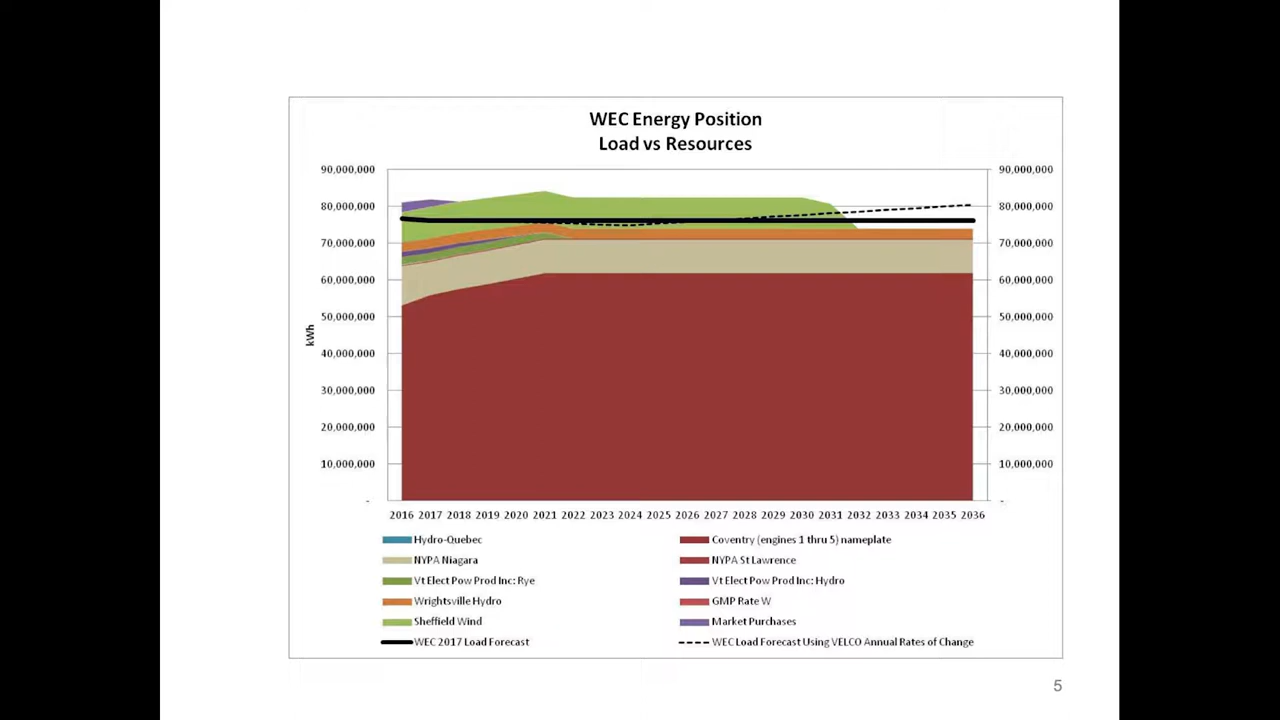 WEC Energy Position
Load vs Resources
90,000,000 90,000,000
80,000,000 80,000,000
70,000,000 70,000,000
60,000,000 60,000,000
50,000,000 50,000,000
40,000,000 40,000,000
30,000,000 30,000,000
20,000,000 20,000,000
10,000,000 10,000,000
- -
kWh
2016 2017 2018 2019 2020 2021 2022 2023 2024 2025 2026 2027 2028 2029 2030 2031 2032 2033 2034 2035 2036
Hydro-Quebec Coventry (engines 1 thru 5) nameplate
NYPA Niagara NYPA St Lawrence
Vt Elect Pow Prod Inc: Rye Vt Elect Pow Prod Inc: Hydro
Wrightsville Hydro GMP Rate W
Sheffield Wind Market Purchases
WEC 2017 Load Forecast WEC Load Forecast Using VELCO Annual Rates of Change
5